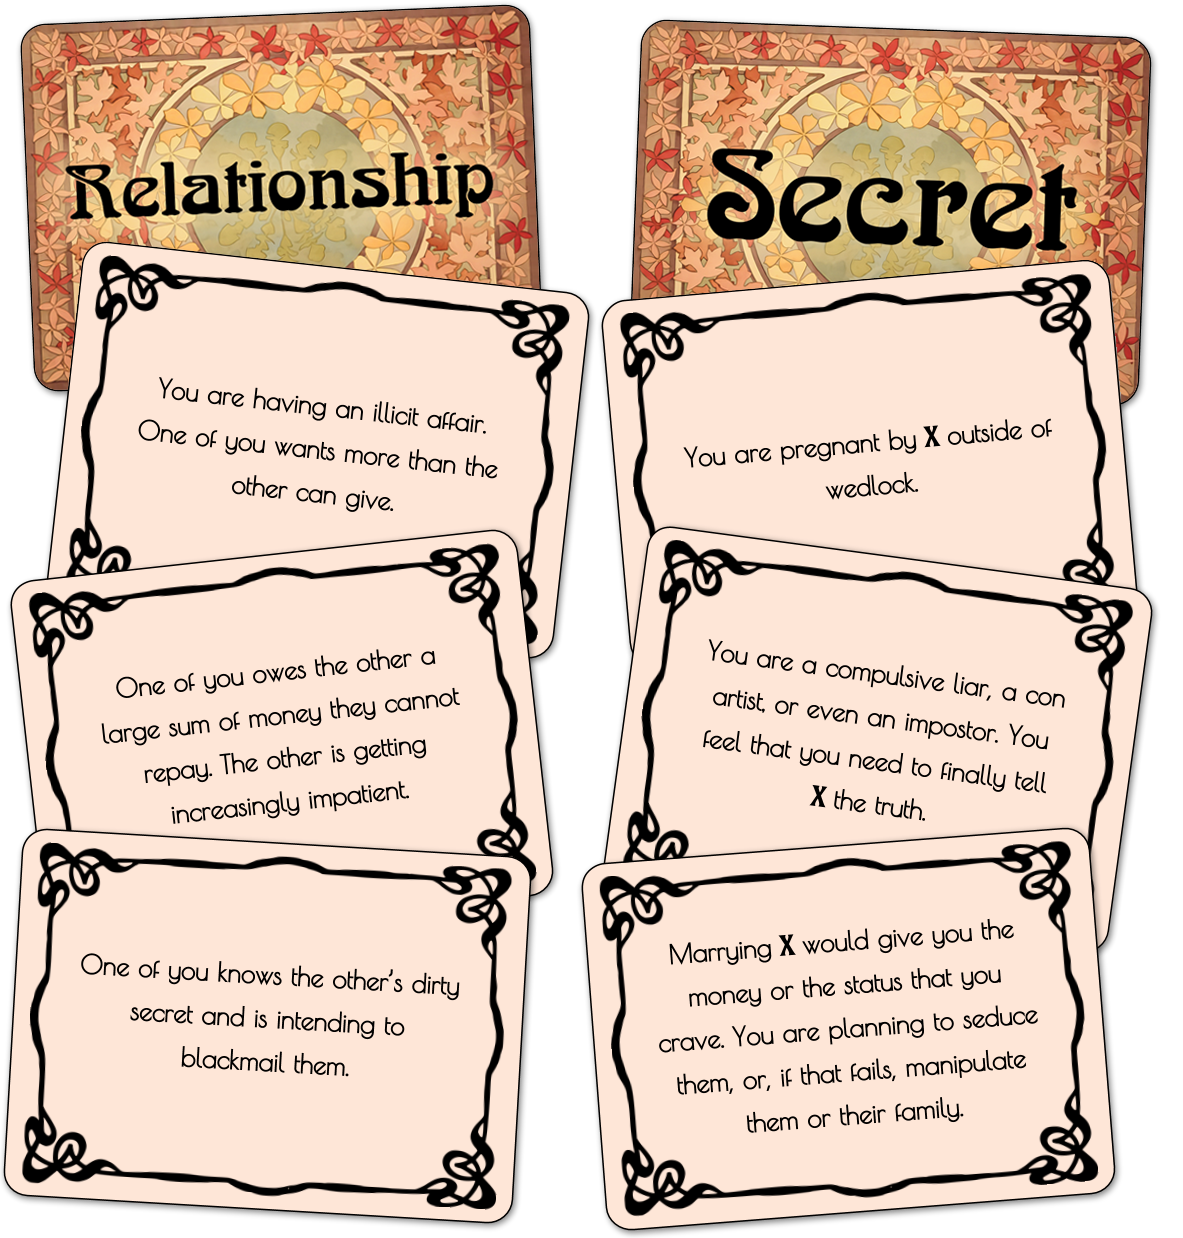 Relationship
You are having an illicit affair.
One of you wants more than the
other can give.
One of you owes the other a
large sum of money they cannot
repay. The other is getting
increasingly impatient.
One of you knows the other's dirty
secret and is intending to
blackmail them.
Secret
You are pregnant by X outside of
wedlock.
You are a compulsive liar, a con
artist, or even an impostor. You
feel that you need to finally tell
X the truth.
Marrying X would give you the
money or the status that you
crave. You are planning to seduce
them, or, if that fails, manipulate
them or their family.